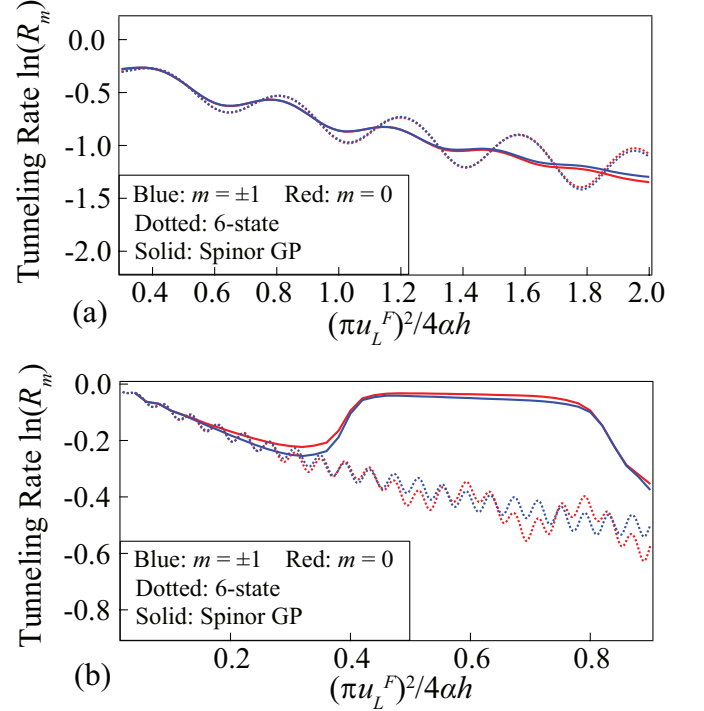 Tunneling Rate ln(R_m)
0.0
-0.5
-1.0
-1.5
-2.0
Blue: m = ±1 Red: m = 0
Dotted: 6-state
Solid: Spinor GP
0.4 0.6 0.8 1.0 1.2 1.4 1.6 1.8 2.0
(a)
(πu_L^F)²/4αh
Tunneling Rate ln(R_m)
0.0
-0.2
-0.4
-0.6
-0.8
Blue: m = ±1 Red: m = 0
Dotted: 6-state
Solid: Spinor GP
0.2 0.4 0.6 0.8
(b)
(πu_L^F)²/4αh